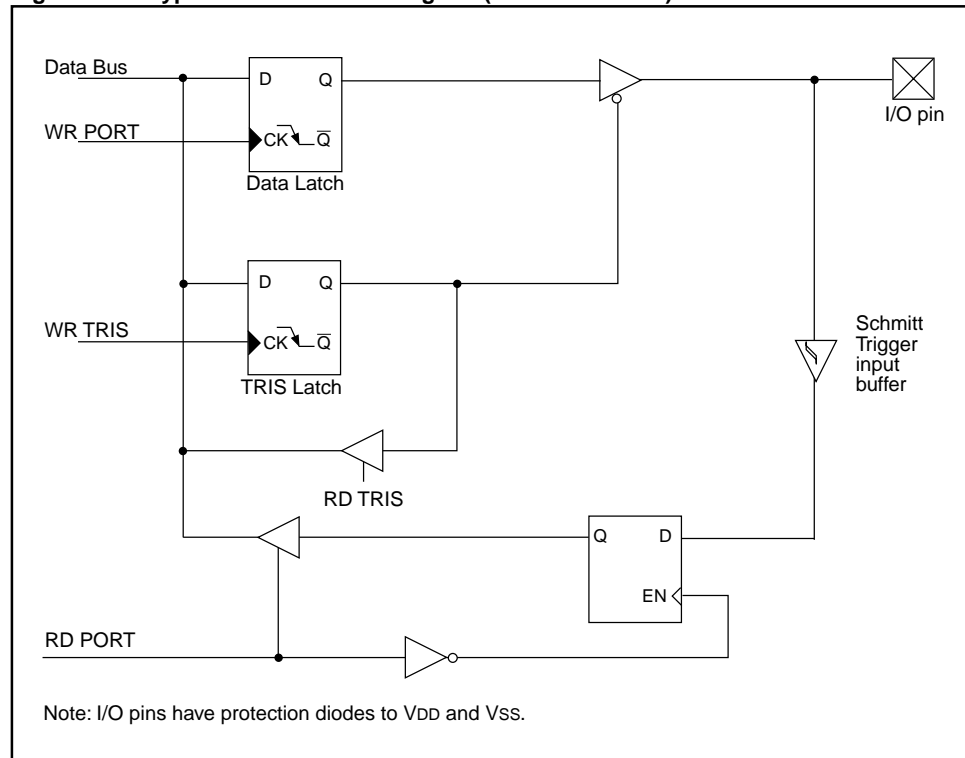 Data Bus
D Q
I/O pin
WR PORT
CK Q
Data Latch
D Q
WR TRIS
CK Q
TRIS Latch
Schmitt
Trigger
input
buffer
RD TRIS
Q D
EN
RD PORT
Note: I/O pins have protection diodes to VDD and VSS.